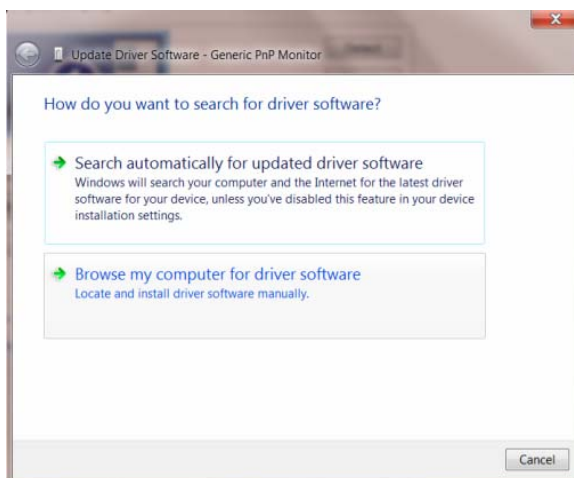 Update Driver Software - Generic PnP Monitor
How do you want to search for driver software?
Search automatically for updated driver software
Windows will search your computer and the Internet for the latest driver
software for your device, unless you've disabled this feature in your device
installation settings.
Browse my computer for driver software
Locate and install driver software manually.
Cancel